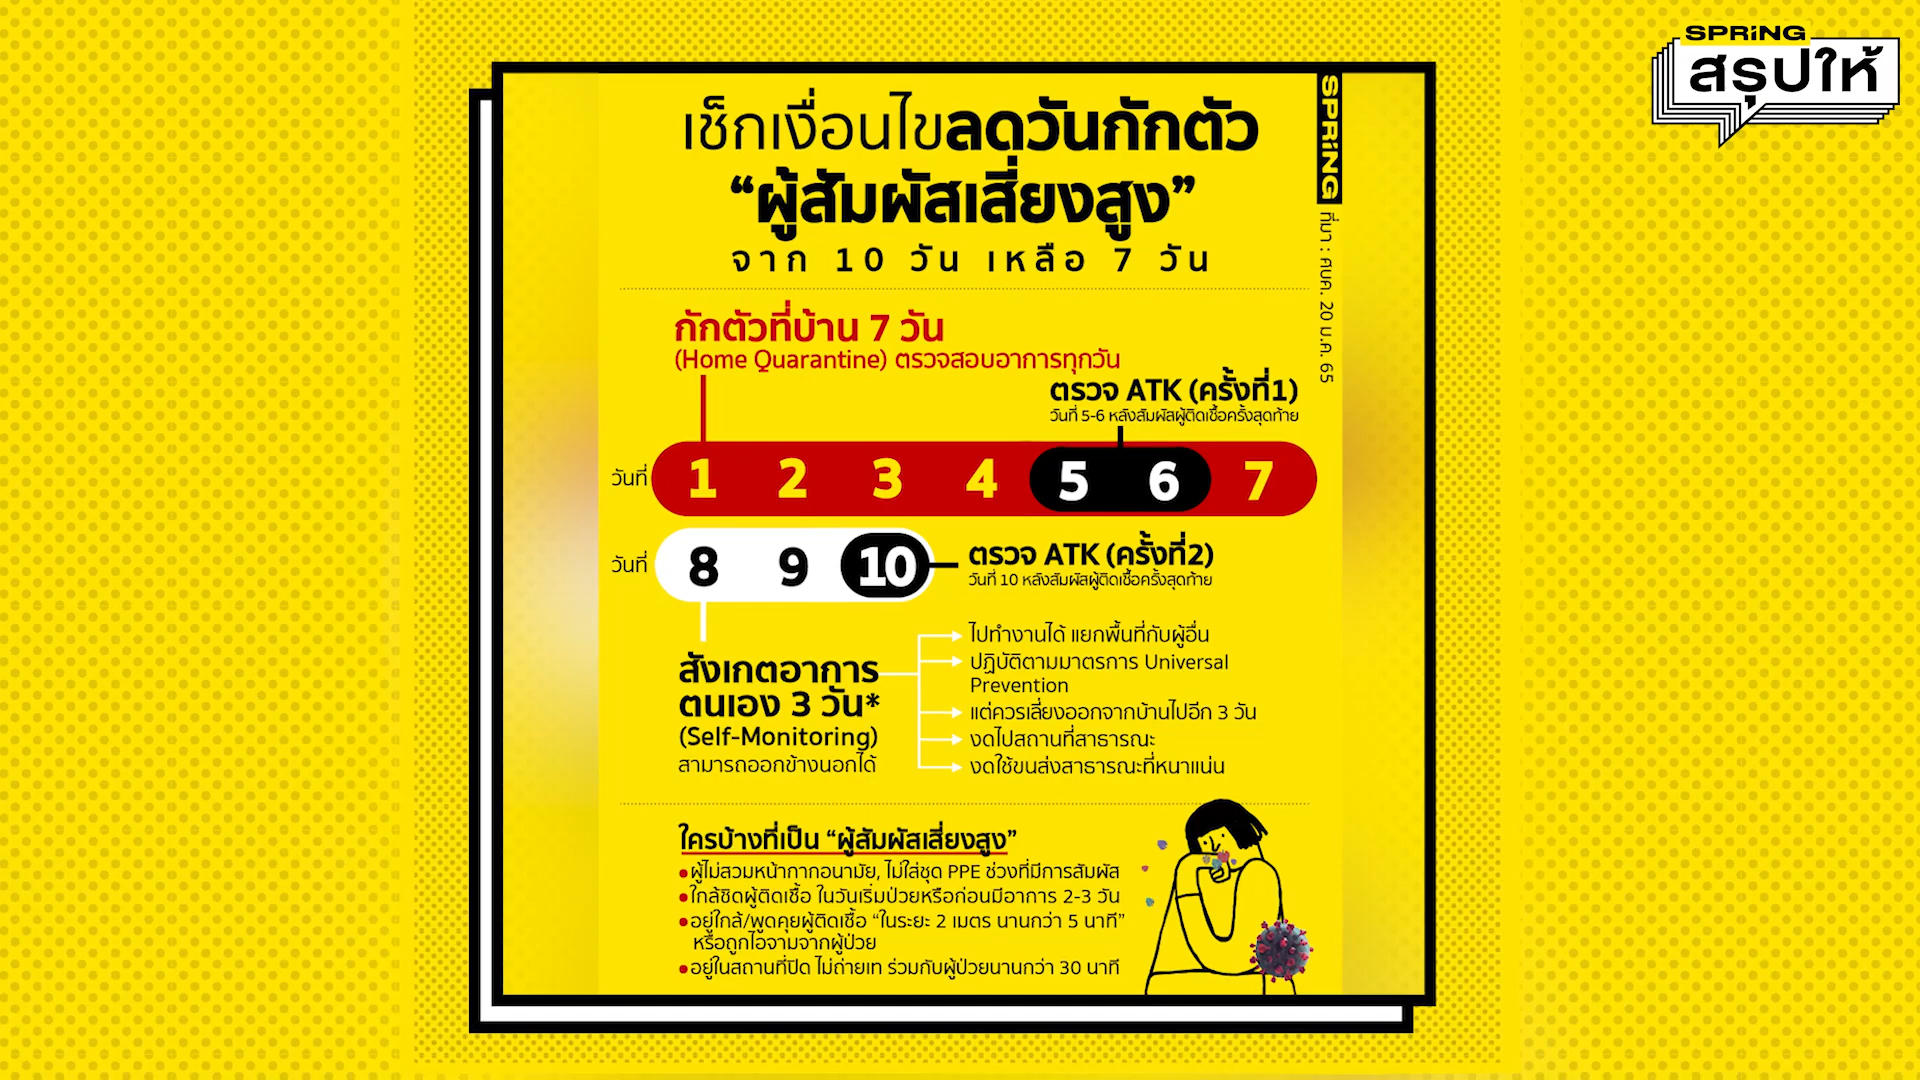 SPRiNG
สรุปให้
SPRiNG
ที่มา : ศบค. 20 ม.ค. 65
เช็กเงื่อนไขลดวันกักตัว
“ผู้สัมผัสเสี่ยงสูง”
จาก 10 วัน เหลือ 7 วัน
กักตัวที่บ้าน 7 วัน
(Home Quarantine) ตรวจสอบอาการทุกวัน
ตรวจ ATK (ครั้งที่1)
วันที่ 5-6 หลังสัมผัสผู้ติดเชื้อครั้งสุดท้าย
วันที่ 1 2 3 4 5 6 7
วันที่ 8 9 10
ตรวจ ATK (ครั้งที่2)
วันที่ 10 หลังสัมผัสผู้ติดเชื้อครั้งสุดท้าย
สังเกตอาการ
ตนเอง 3 วัน*
(Self-Monitoring)
สามารถออกข้างนอกได้
ไปทำงานได้ แยกพื้นที่กับผู้อื่น
ปฏิบัติตามมาตรการ Universal
Prevention
แต่ควรเลี่ยงออกจากบ้านไปอีก 3 วัน
งดไปสถานที่สาธารณะ
งดใช้ขนส่งสาธารณะที่หนาแน่น
ใครบ้างที่เป็น “ผู้สัมผัสเสี่ยงสูง”
• ผู้ไม่สวมหน้ากากอนามัย, ไม่ใส่ชุด PPE ช่วงที่มีการสัมผัส
• ใกล้ชิดผู้ติดเชื้อ ในวันเริ่มป่วยหรือก่อนมีอาการ 2-3 วัน
• อยู่ใกล้/พูดคุยผู้ติดเชื้อ “ในระยะ 2 เมตร นานกว่า 5 นาที”
หรือถูกไอจามจากผู้ป่วย
• อยู่ในสถานที่ปิด ไม่ถ่ายเท ร่วมกับผู้ป่วยนานกว่า 30 นาที